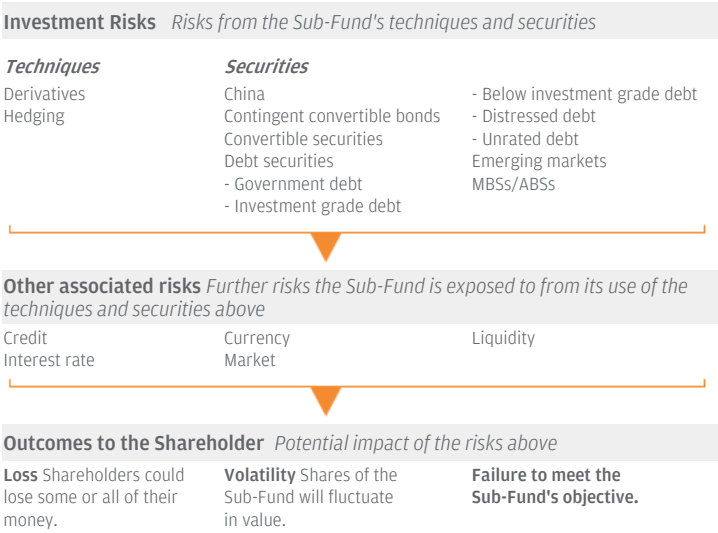 Investment Risks Risks from the Sub-Fund's techniques and securities
Techniques
Derivatives
Hedging
Securities
China
Contingent convertible bonds
Convertible securities
Debt securities
- Government debt
- Investment grade debt
- Below investment grade debt
- Distressed debt
- Unrated debt
Emerging markets
MBSs/ABSs
Other associated risks Further risks the Sub-Fund is exposed to from its use of the
techniques and securities above
Credit
Interest rate
Currency
Market
Liquidity
Outcomes to the Shareholder Potential impact of the risks above
Loss Shareholders could
lose some or all of their
money.
Volatility Shares of the
Sub-Fund will fluctuate
in value.
Failure to meet the
Sub-Fund's objective.